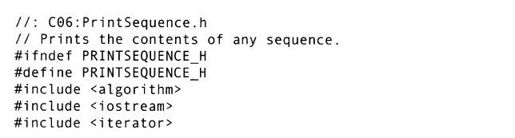 //: C06:PrintSequence.h
// Prints the contents of any sequence.
#ifndef PRINTSEQUENCE_H
#define PRINTSEQUENCE_H
#include <algorithm>
#include <iostream>
#include <iterator>